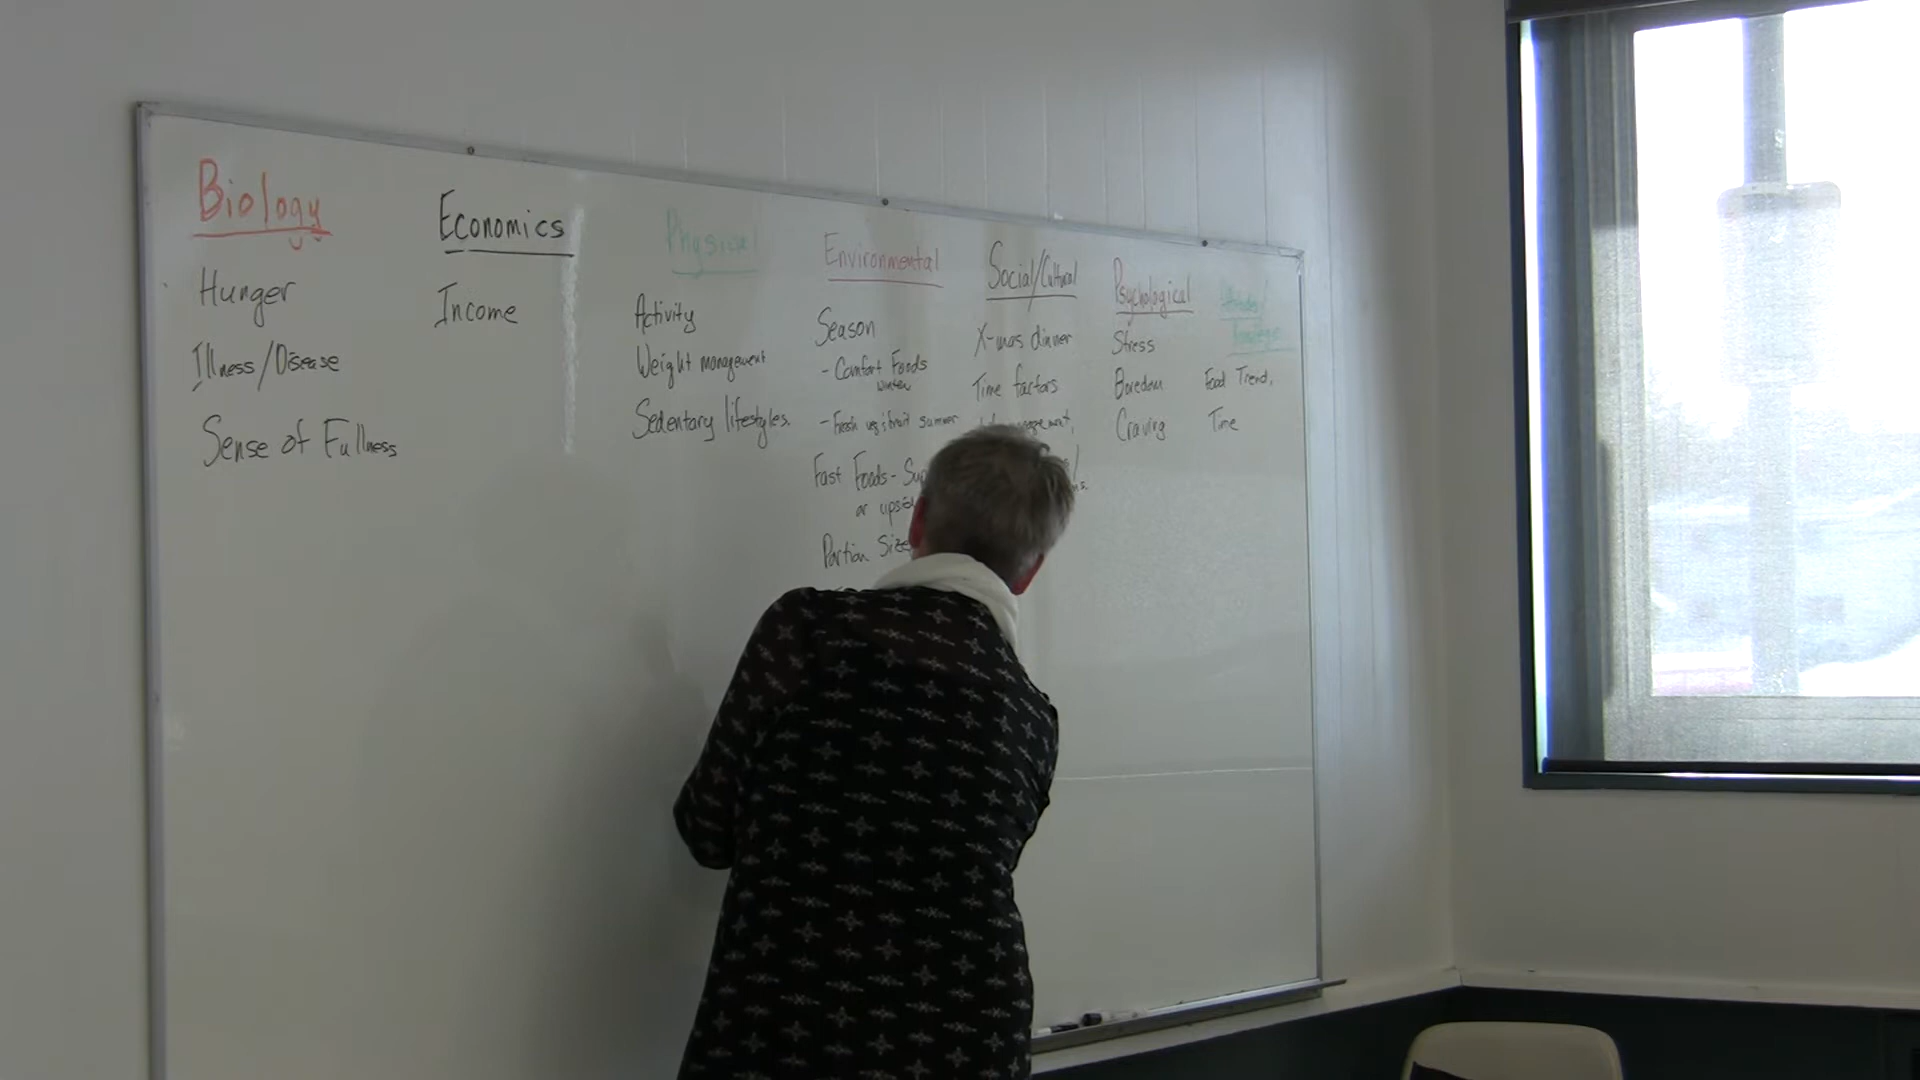 Biology
Hunger
Illness/Disease
Sense of Fullness
Economics
Income
Physical
Activity
Weight management
Sedentary lifestyles.
Environmental
Season
- Comfort Foods
winter
- Fresh veg; fruit summer
Fast Foods -
or
Portion Size
Social/Cultural
X-mas dinner
Time factors
Psychological
Stress
Boredom
Craving
Food Trend,
Time